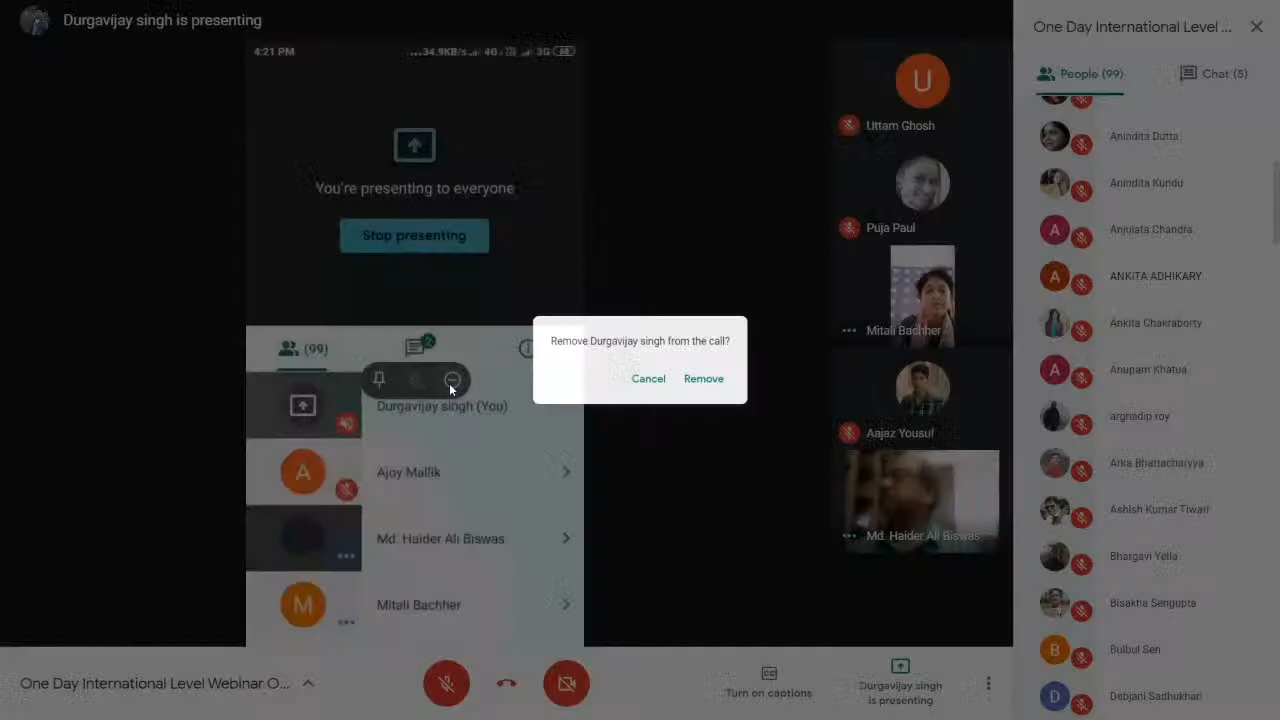 Durgavijay singh is presenting
4:21 PM
...34.9KB/s 4G 3G
You're presenting to everyone
Stop presenting
(99)
2
Durgavijay singh (You)
A
Ajoy Mallik
Md. Haider Ali Biswas
M
Mitali Bachher
Remove Durgavijay singh from the call?
Cancel
Remove
U
Uttam Ghosh
Puja Paul
Mitali Bachher
Aajaz Yousuf
Md. Haider Ali Biswas
One Day International Level ...
People (99)
Chat (5)
Anindita Dutta
Anindita Kundu
A
Anjulata Chandra
A
ANKITA ADHIKARY
Ankita Chakraborty
A
Anupam Khatua
arghadip roy
Arka Bhattacharyya
Ashish Kumar Tiwari
Bhargavi Yella
Bisakha Sengupta
B
Bulbul Sen
D
Debjani Sadhukhan
One Day International Level Webinar O...
CC
Turn on captions
Durgavijay singh
is presenting